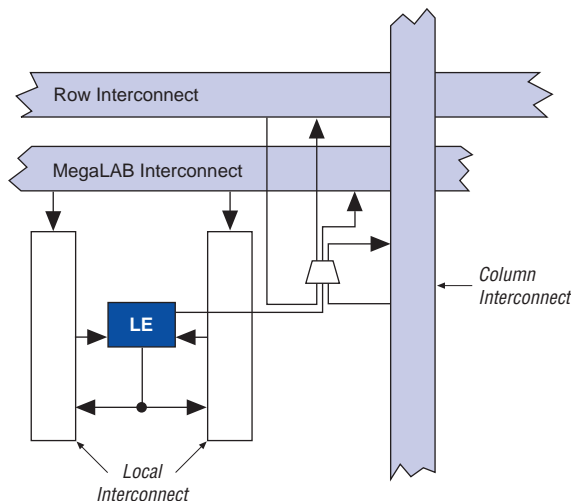 Row Interconnect
MegaLAB Interconnect
Column
Interconnect
LE
Local
Interconnect